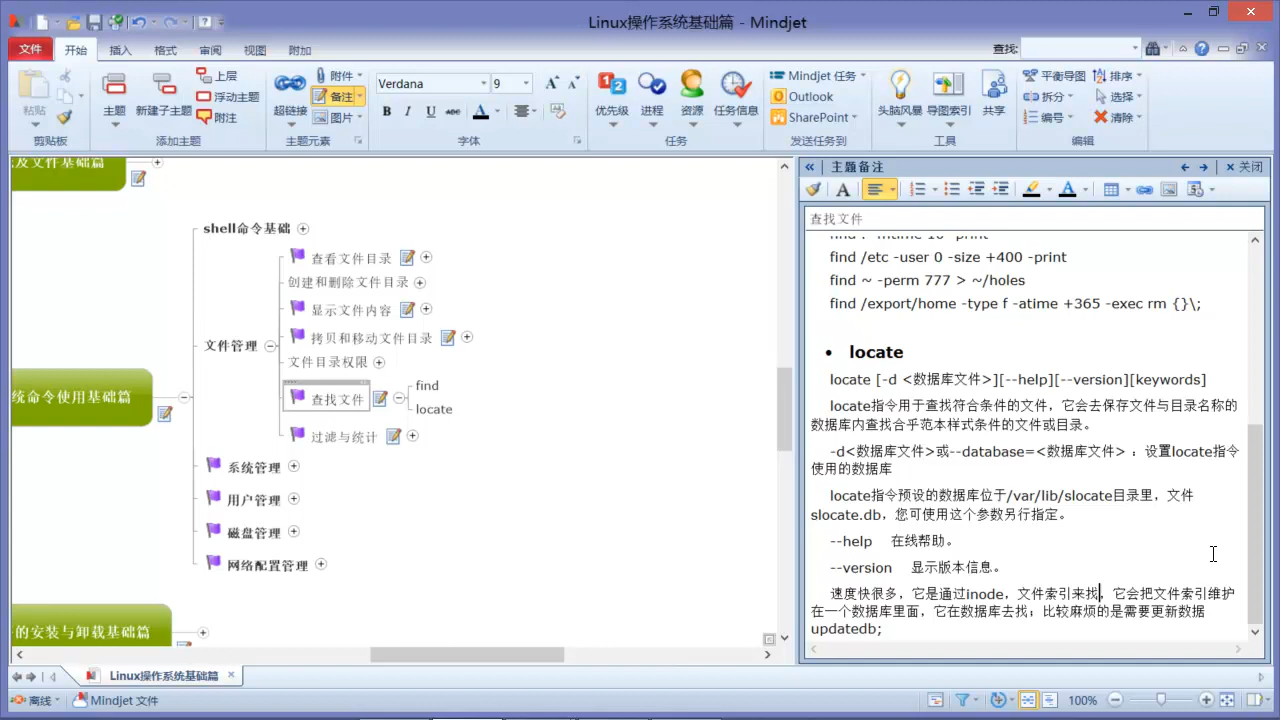 Linux操作系统基础篇 - Mindjet
文件 开始 插入 格式 审阅 视图 附加 查找:
粘贴 主题 新建子主题 上层 浮动主题 附注 超链接 附件 备注 图片 Verdana 9 优先级 进程 资源 任务信息 Mindjet 任务 Outlook SharePoint 头脑风暴 导图索引 共享 平衡导图 排序 拆分 选择 编号 清除
B I U abc A
剪贴板 添加主题 主题元素 字体 任务 发送任务到 工具 编辑
及文件基础篇
shell命令基础
查看文件目录
创建和删除文件目录
显示文件内容
拷贝和移动文件目录
文件管理
文件目录权限
查找文件
find
locate
过滤与统计
统命令使用基础篇
系统管理
用户管理
磁盘管理
网络配置管理
的安装与卸载基础篇
主题备注 关闭
查找文件
find . -mtime 10 -print
find /etc -user 0 -size +400 -print
find ~ -perm 777 > ~/holes
find /export/home -type f -atime +365 -exec rm {}\;
• locate
locate [-d <数据库文件>][--help][--version][keywords]
locate指令用于查找符合条件的文件，它会去保存文件与目录名称的
数据库内查找合乎范本样式条件的文件或目录。
-d<数据库文件>或--database=<数据库文件> ：设置locate指令
使用的数据库
locate指令预设的数据库位于/var/lib/slocate目录里，文件
slocate.db，您可使用这个参数另行指定。
--help 在线帮助。
--version 显示版本信息。
速度快很多，它是通过inode，文件索引来找，它会把文件索引维护
在一个数据库里面，它在数据库去找；比较麻烦的是需要更新数据
updatedb;
Linux操作系统基础篇
离线 Mindjet 文件 100%